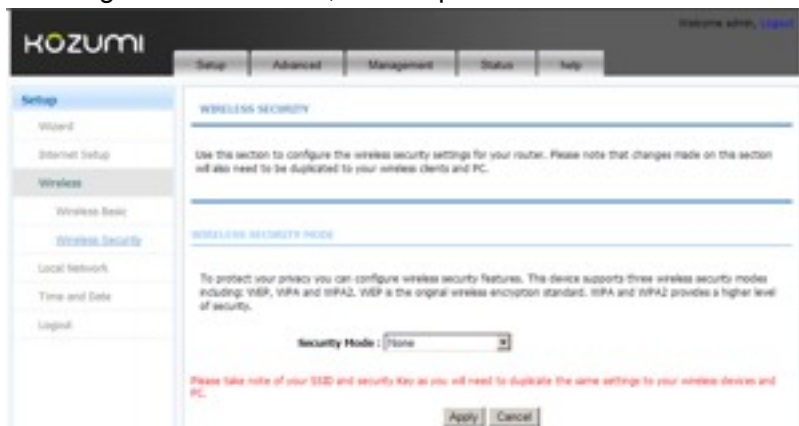 Welcome admin, Logout
KOZUMI
Setup Advanced Management Status help
Setup
Wizard
Internet Setup
Wireless
Wireless Basic
Wireless Security
Local Network
Time and Date
Logout
WIRELESS SECURITY
Use this section to configure the wireless security settings for your router. Please note that changes made on this section
will also need to be duplicated to your wireless clients and PC.
WIRELESS SECURITY MODE
To protect your privacy you can configure wireless security features. This device supports three wireless security modes
including: WEP, WPA and WPA2. WEP is the original wireless encryption standard. WPA and WPA2 provides a higher level
of security.
Security Mode : None
Please take note of your SSID and security Key as you will need to duplicate the same settings to your wireless devices and
PC.
Apply Cancel